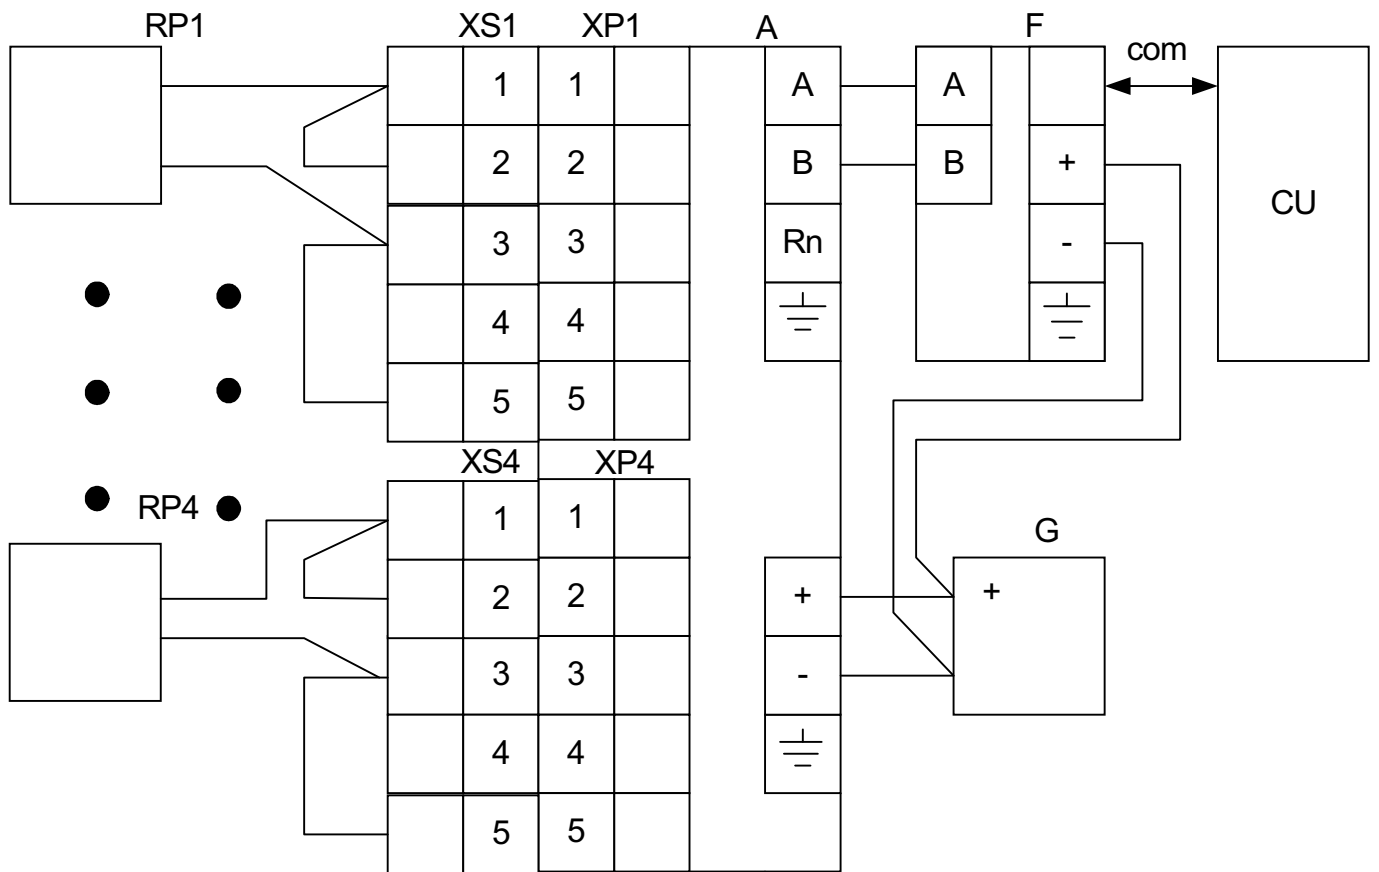 RP1 XS1 XP1 A F
com
1 1 A A
2 2 B B +
3 3 Rn - CU
4 4
5 5
XS4 XP4
RP4 1 1
G
2 2 + +
3 3 -
4 4
5 5